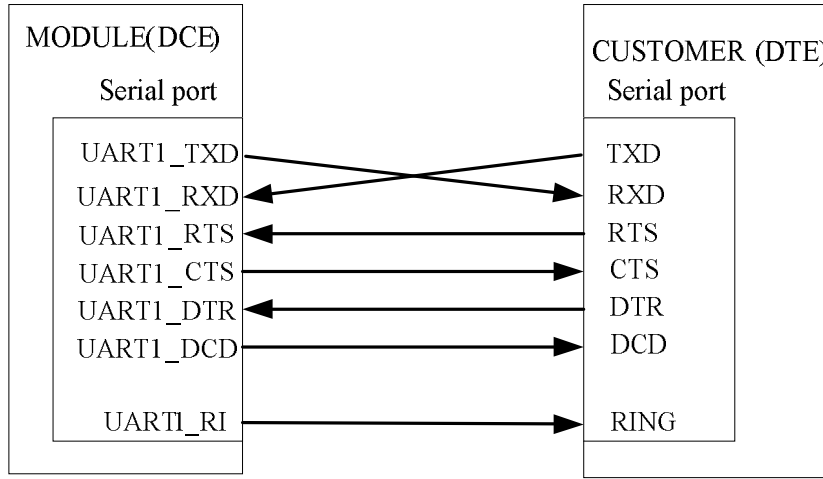 MODULE(DCE)
Serial port
UART1_TXD
UART1_RXD
UART1_RTS
UART1_CTS
UART1_DTR
UART1_DCD
UART1_RI
CUSTOMER (DTE)
Serial port
TXD
RXD
RTS
CTS
DTR
DCD
RING